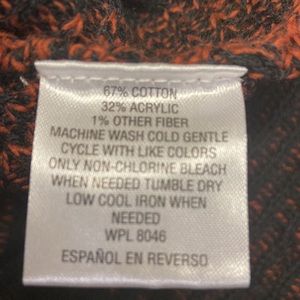 67% COTTON
32% ACRYLIC
1% OTHER FIBER
MACHINE WASH COLD GENTLE
CYCLE WITH LIKE COLORS
ONLY NON-CHLORINE BLEACH
WHEN NEEDED TUMBLE DRY
LOW COOL IRON WHEN
NEEDED
WPL 8046
ESPAÑOL EN REVERSO